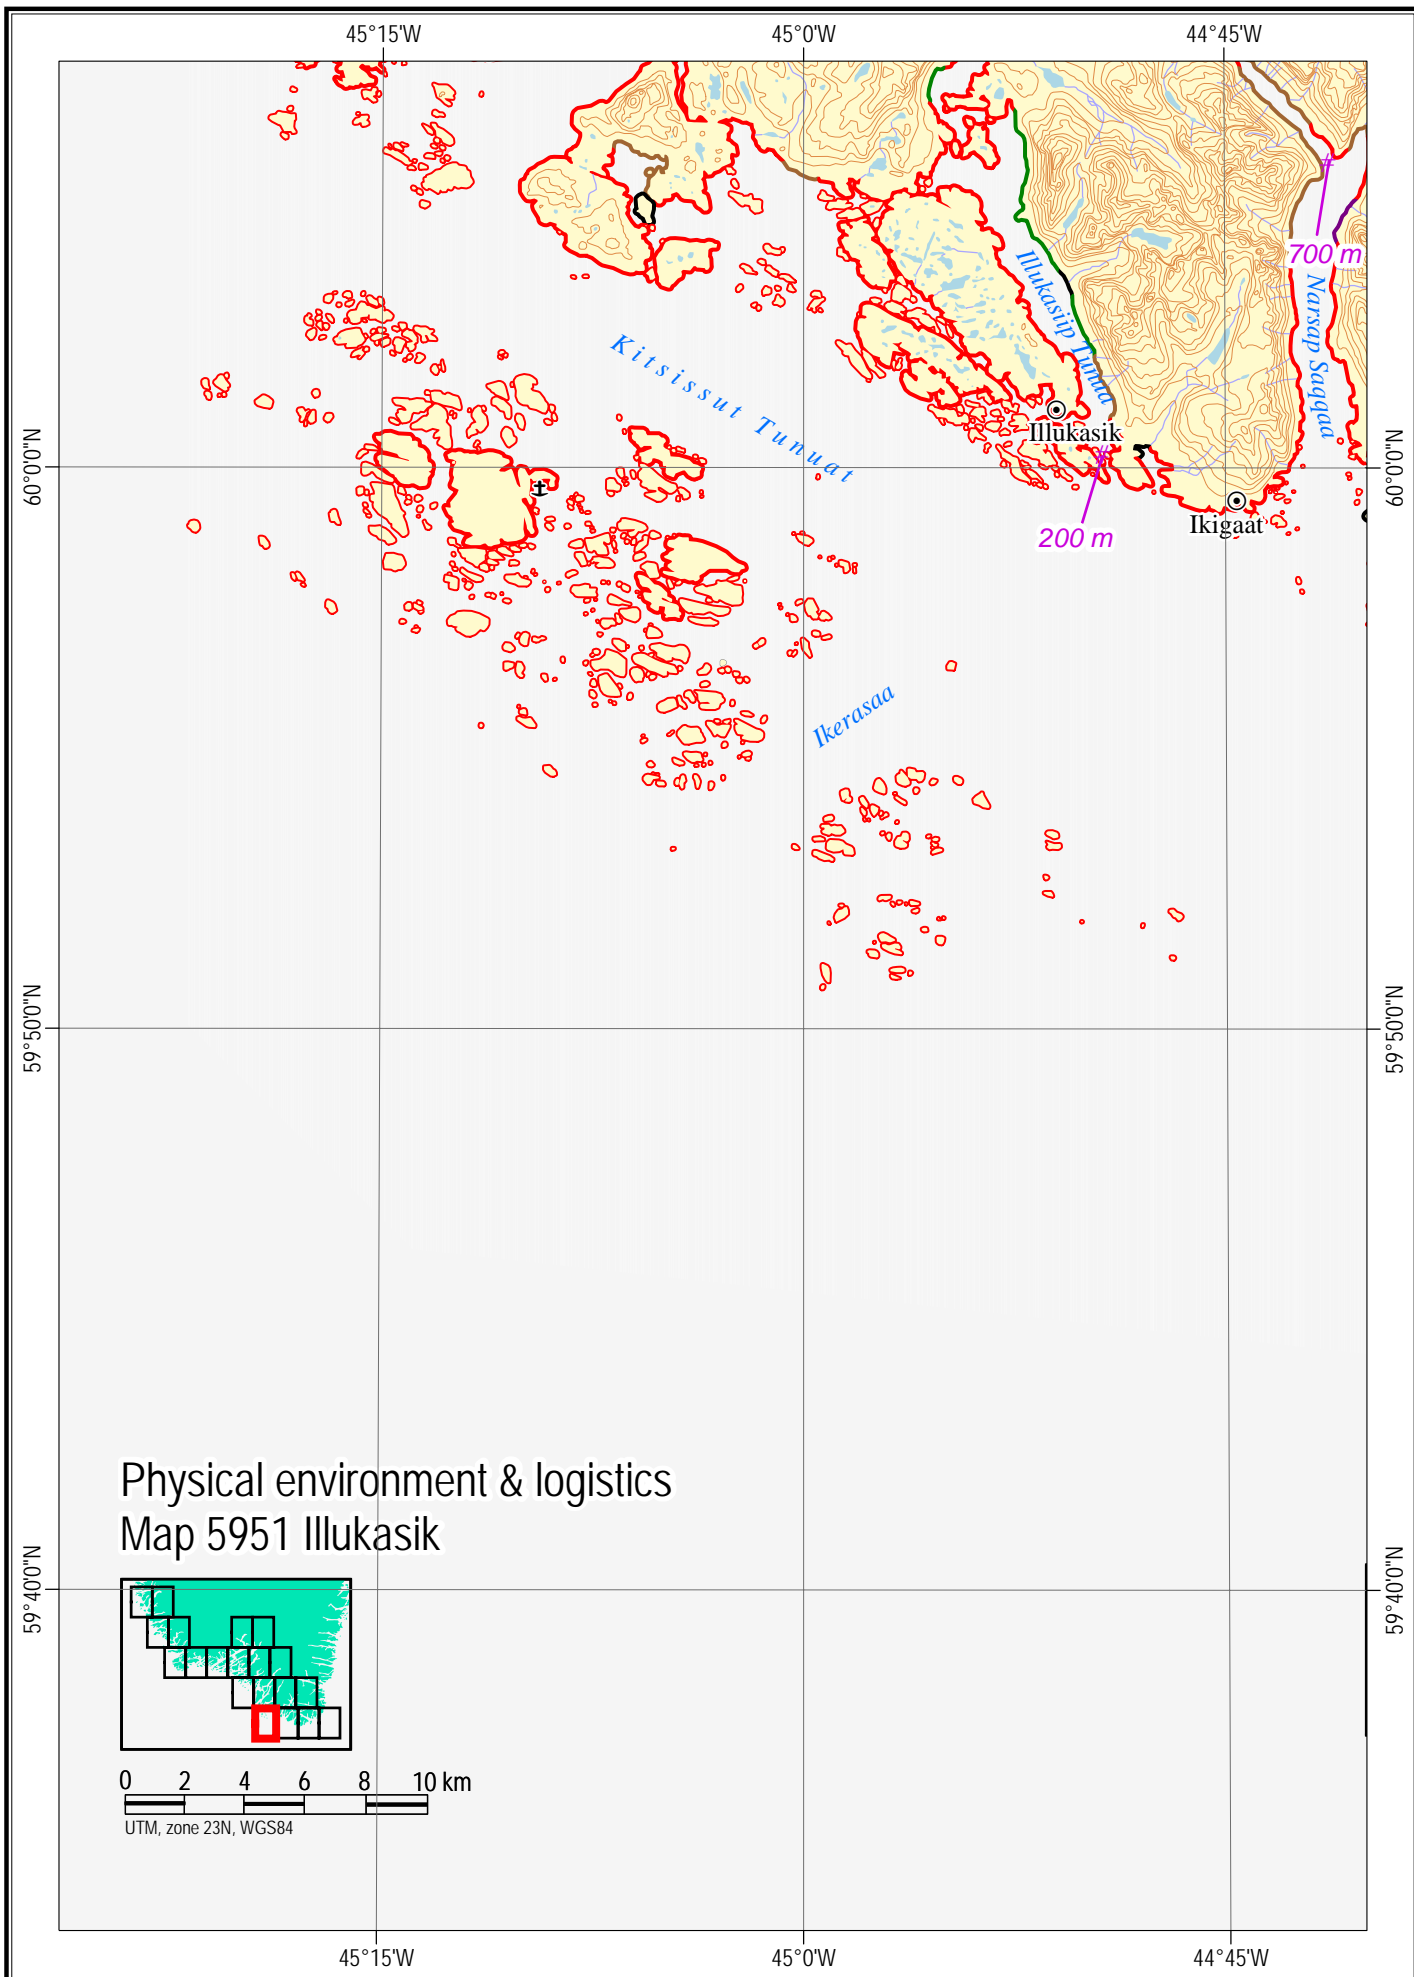 45°15'W
45°0'W
44°45'W
700 m
Narsap Saqqaa
Illukasiip Tunua
Kitsissut Tunuat
Illukasik
60°0'0"N
60°0'0"N
Ikigaat
200 m
Ikerasaa
59°50'0"N
59°50'0"N
Physical environment & logistics
Map 5951 Illukasik
59°40'0"N
59°40'0"N
0 2 4 6 8 10 km
UTM, zone 23N, WGS84
45°15'W
45°0'W
44°45'W